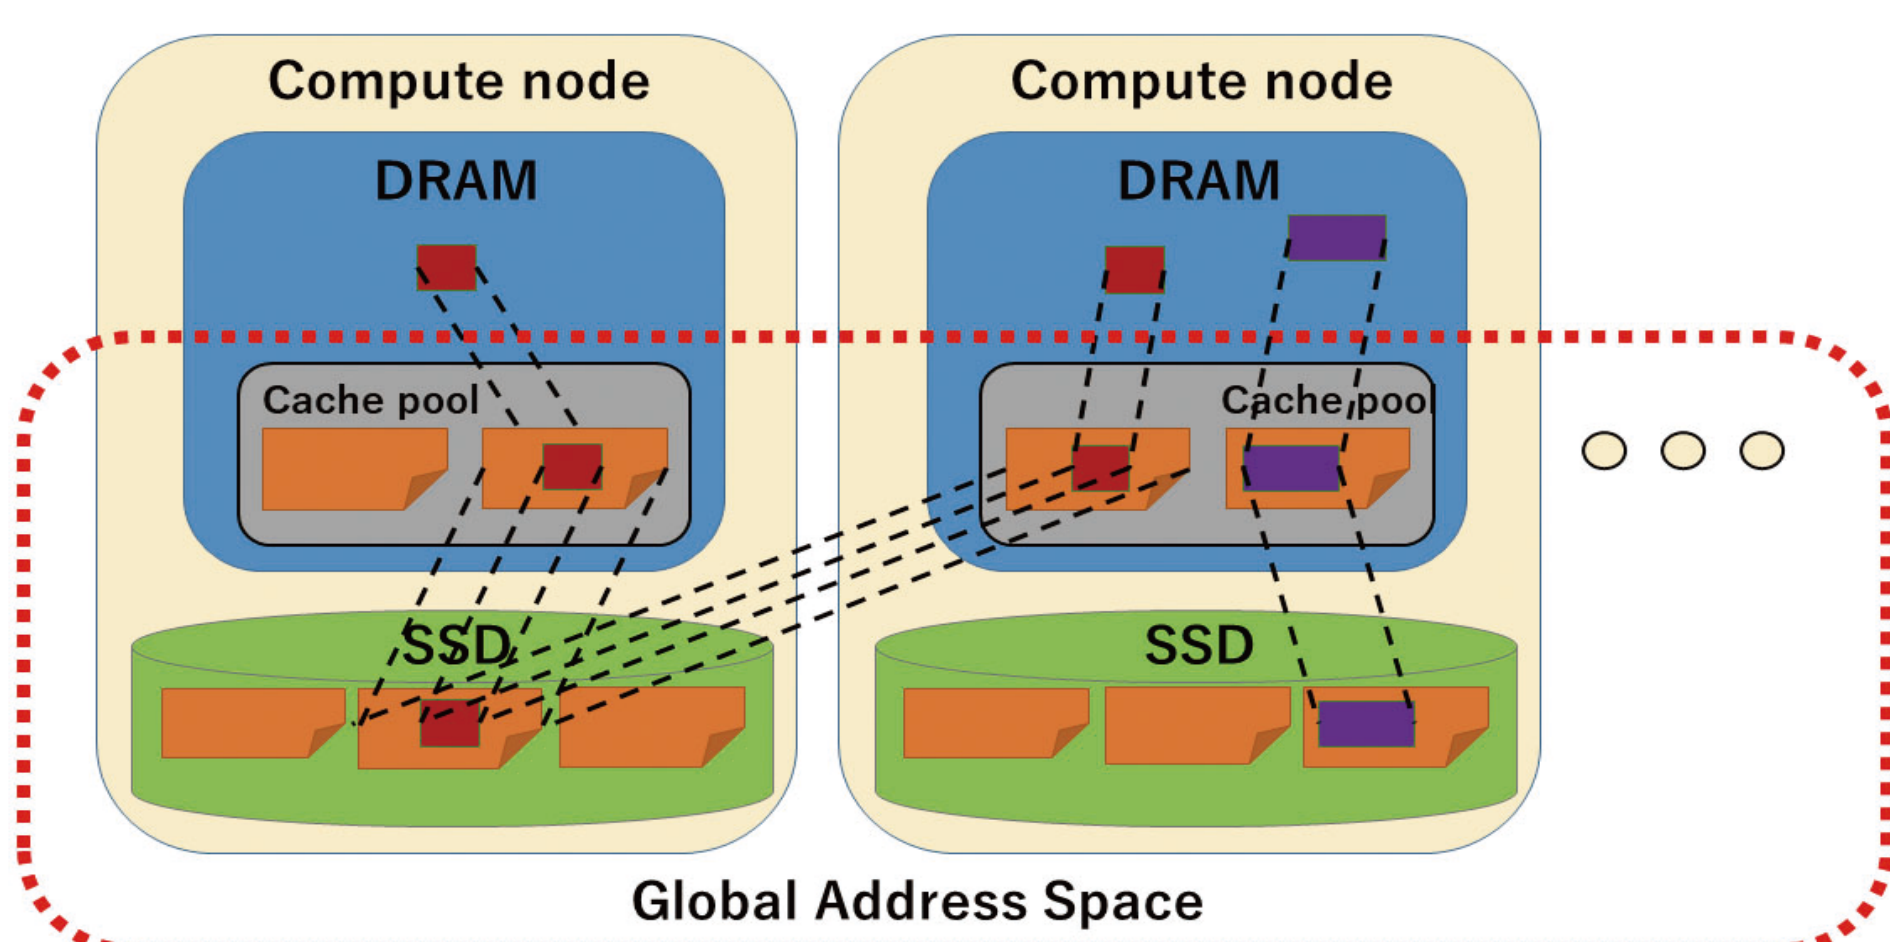 Compute node
DRAM
Cache pool
SSD
Compute node
DRAM
Cache pool
SSD
Global Address Space